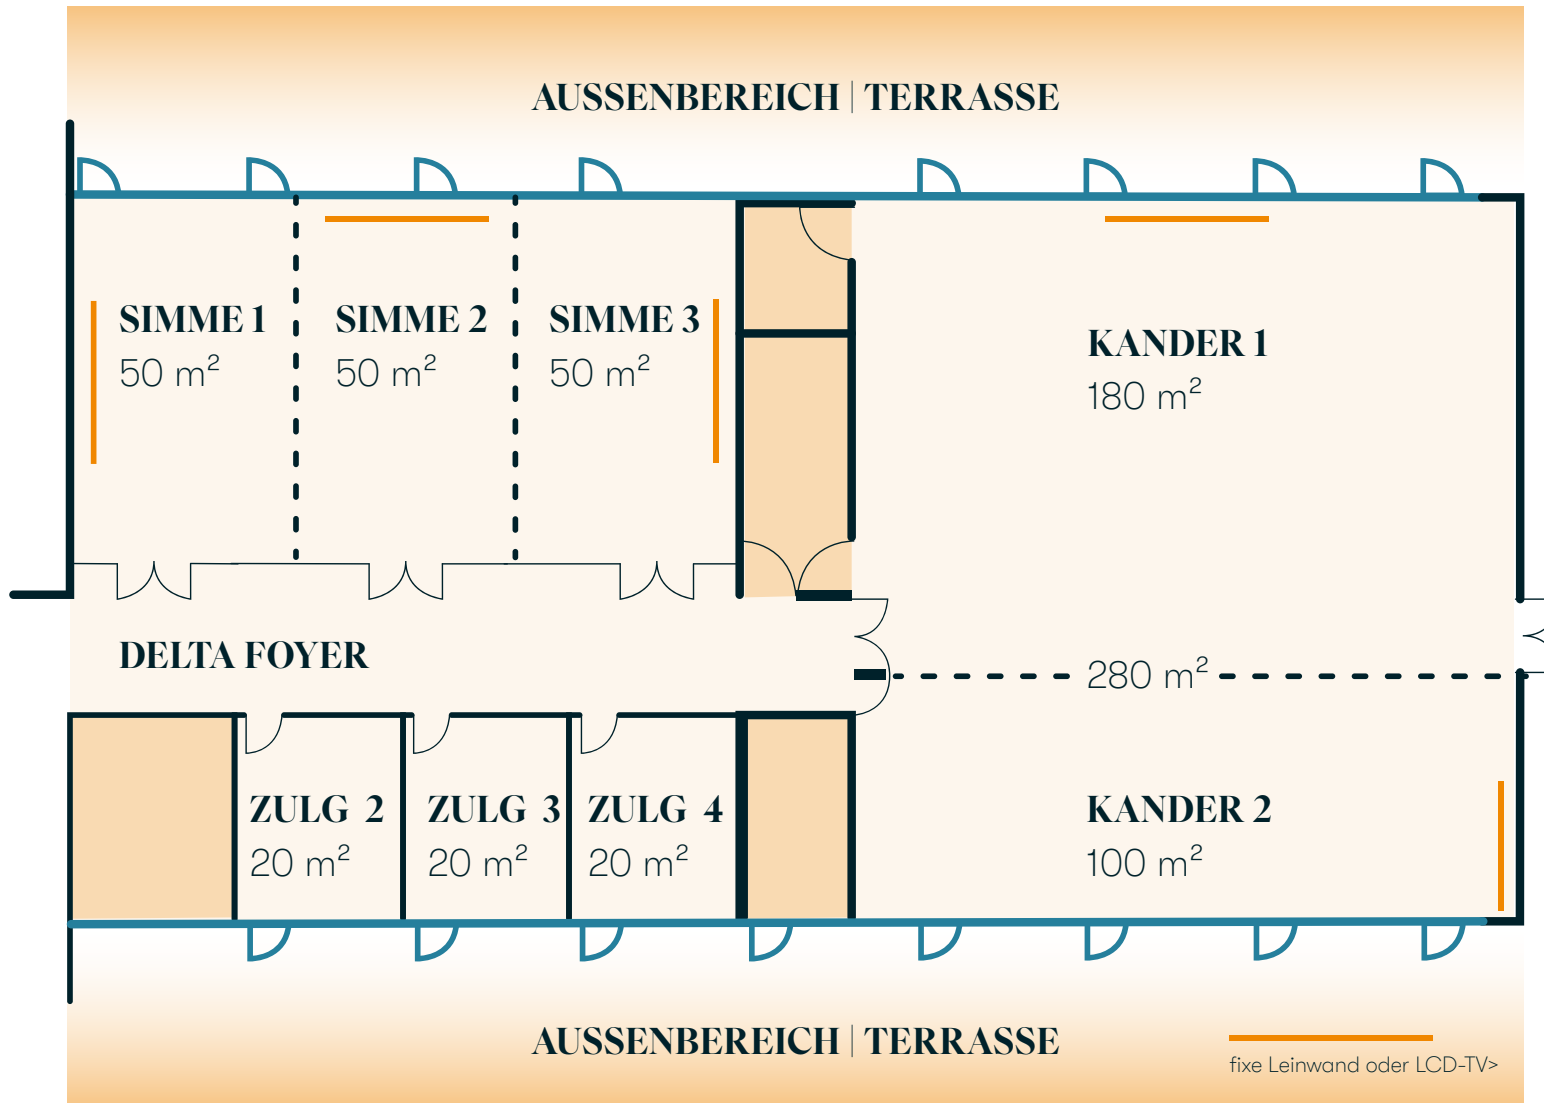 AUSSENBEREICH | TERRASSE
SIMME 1
50 m²
SIMME 2
50 m²
SIMME 3
50 m²
KANDER 1
180 m²
DELTA FOYER
280 m²
ZULG 2
20 m²
ZULG 3
20 m²
ZULG 4
20 m²
KANDER 2
100 m²
AUSSENBEREICH | TERRASSE
fixe Leinwand oder LCD-TV>